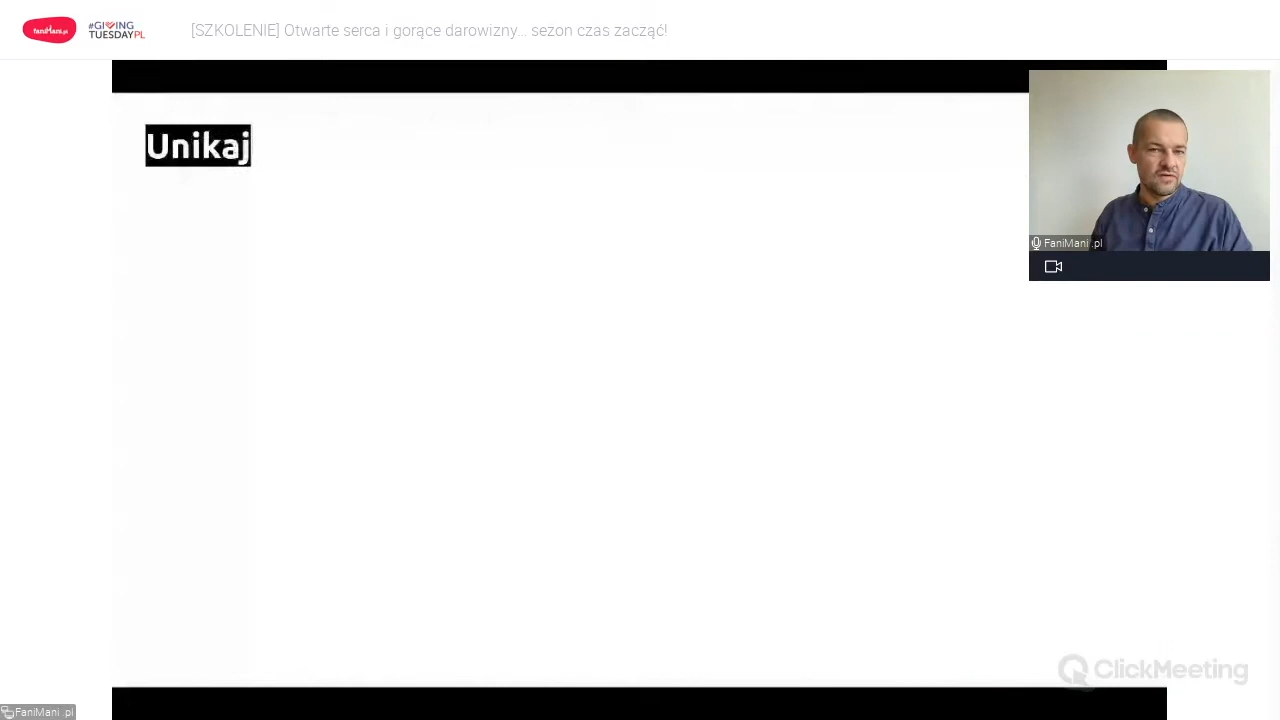 faniMani.pl
#GIVING
TUESDAYPL
[SZKOLENIE] Otwarte serca i gorące darowizny... sezon czas zacząć!
Unikaj
FaniMani .pl
ClickMeeting
FaniMani .pl